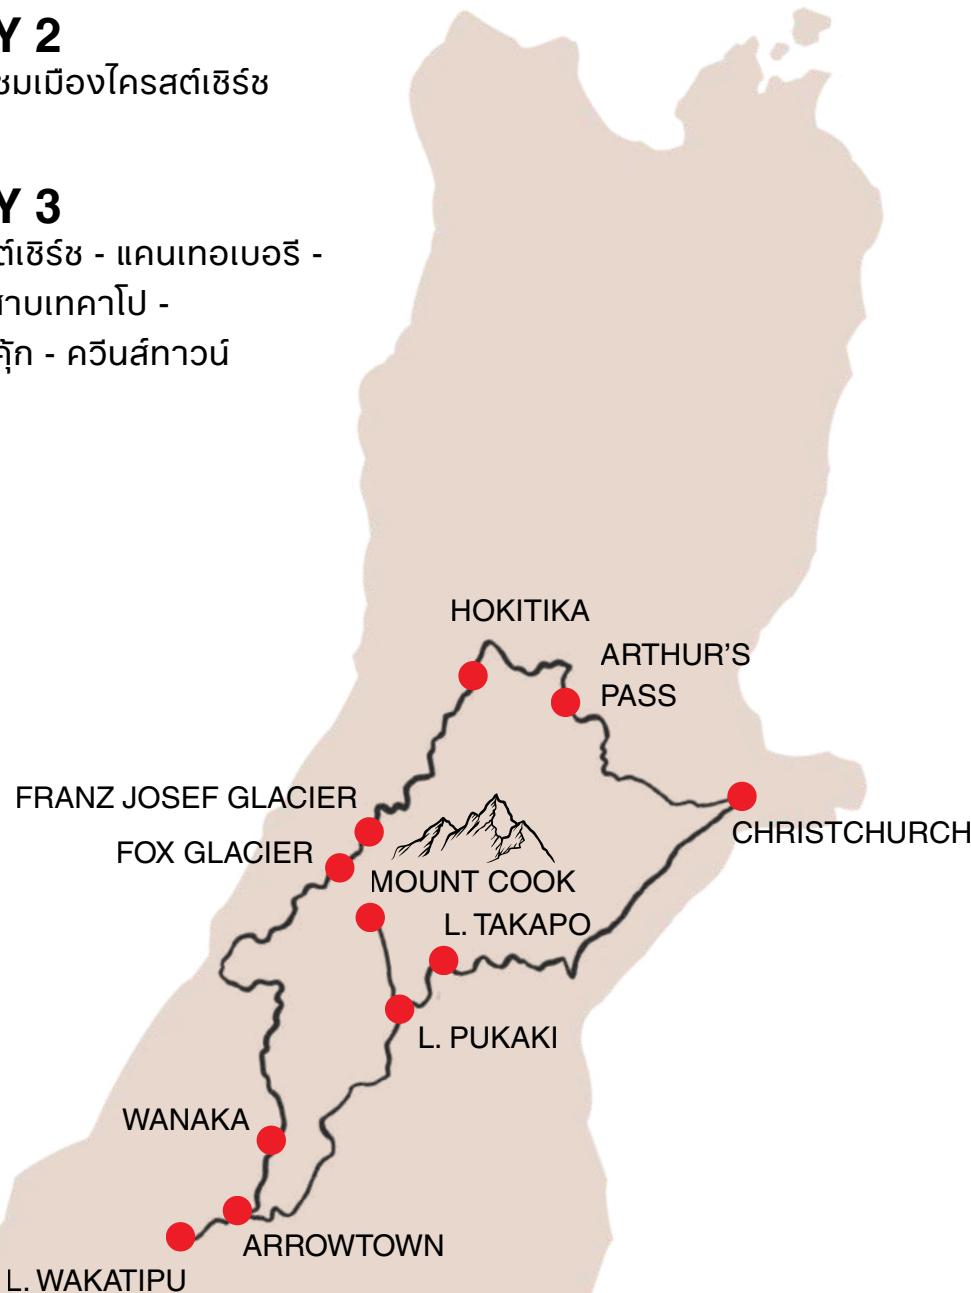 Y 2
ชมเมืองไครสต์เชิร์ช
Y 3
ต์เชิร์ช - แคนเทอเบอรี -
าบเทคาโป -
คุ้ก - ควีนส์ทาวน์
HOKITIKA
ARTHUR’S
PASS
FRANZ JOSEF GLACIER
FOX GLACIER
CHRISTCHURCH
MOUNT COOK
L. TAKAPO
L. PUKAKI
WANAKA
ARROWTOWN
L. WAKATIPU